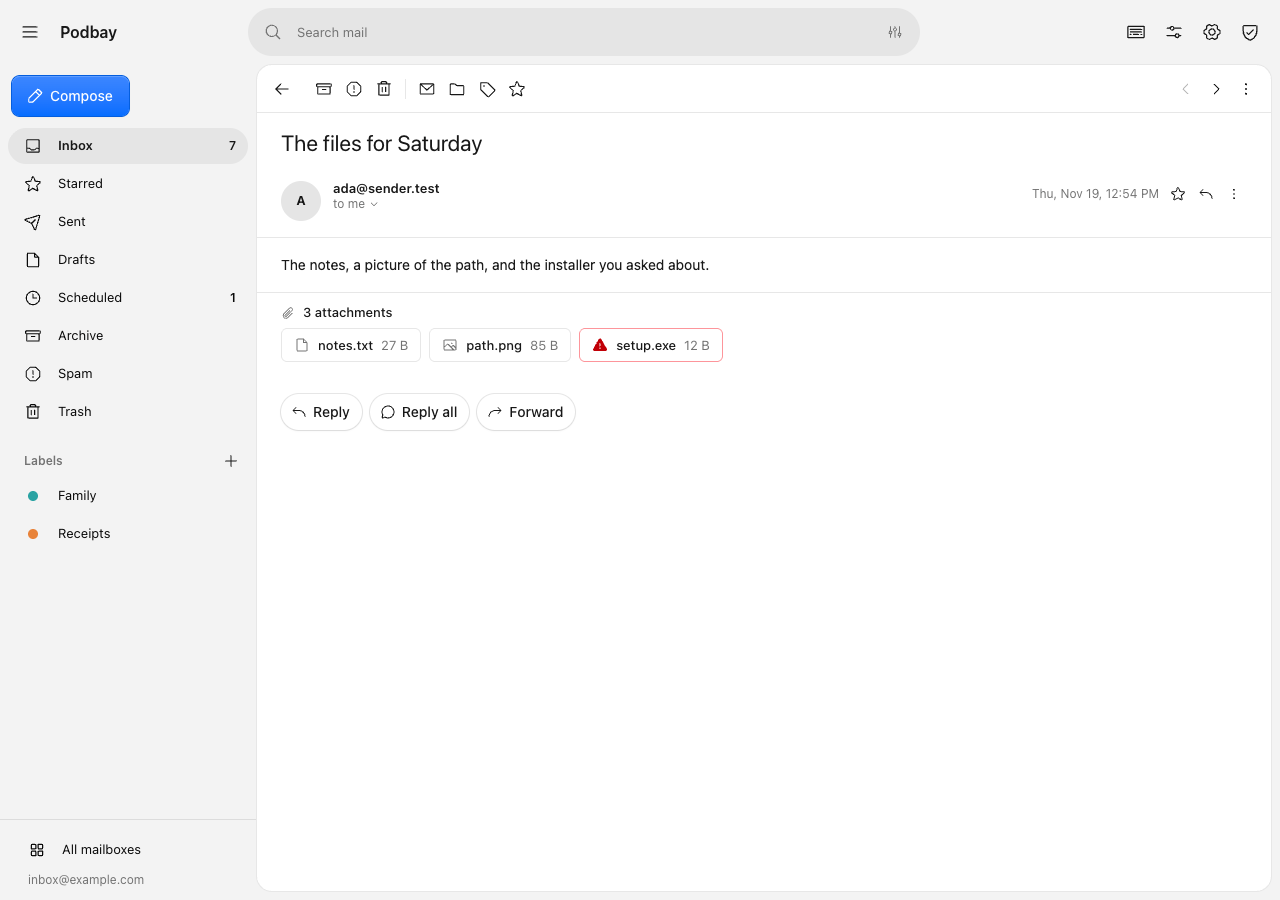 Podbay
Search mail
Compose
Inbox 7
Starred
Sent
Drafts
Scheduled 1
Archive
Spam
Trash
Labels
Family
Receipts
All mailboxes
inbox@example.com
The files for Saturday
A
ada@sender.test
to me
Thu, Nov 19, 12:54 PM
The notes, a picture of the path, and the installer you asked about.
3 attachments
notes.txt 27 B path.png 85 B setup.exe 12 B
Reply Reply all Forward